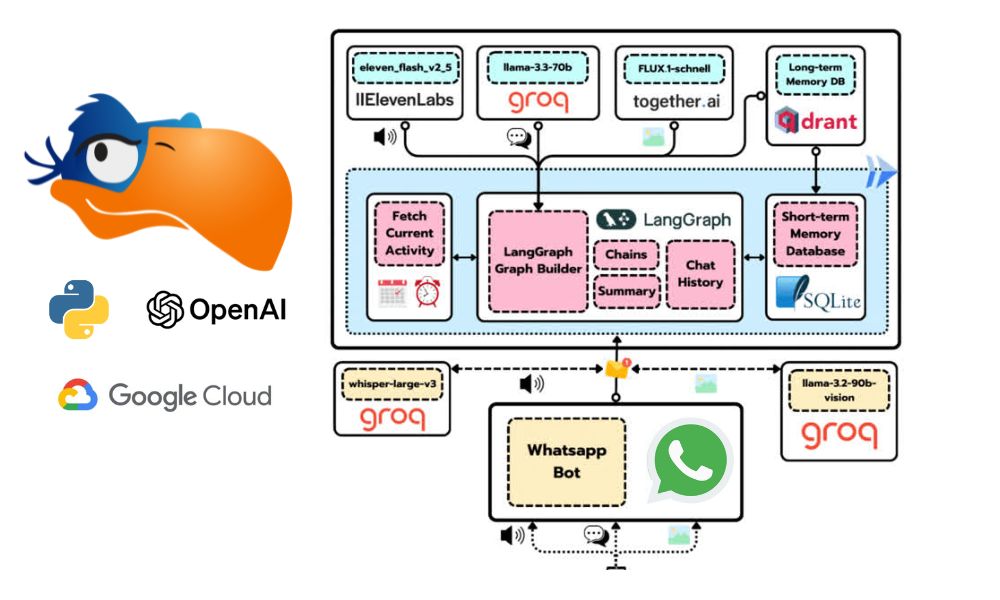 OpenAI
Google Cloud
eleven_flash_v2_5
IIElevenLabs
llama-3.3-70b
groq
FLUX.1-schnell
together.ai
Long-term
Memory DB
qdrant
Fetch
Current
Activity
LangGraph
Graph Builder
LangGraph
Chains
Summary
Chat
History
Short-term
Memory
Database
SQLite
whisper-large-v3
groq
llama-3.2-90b-
vision
groq
Whatsapp
Bot